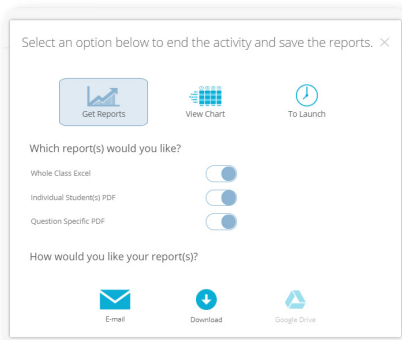 Select an option below to end the activity and save the reports.
Get Reports View Chart To Launch
Which report(s) would you like?
Whole Class Excel
Individual Student(s) PDF
Question Specific PDF
How would you like your report(s)?
E-mail Download Google Drive